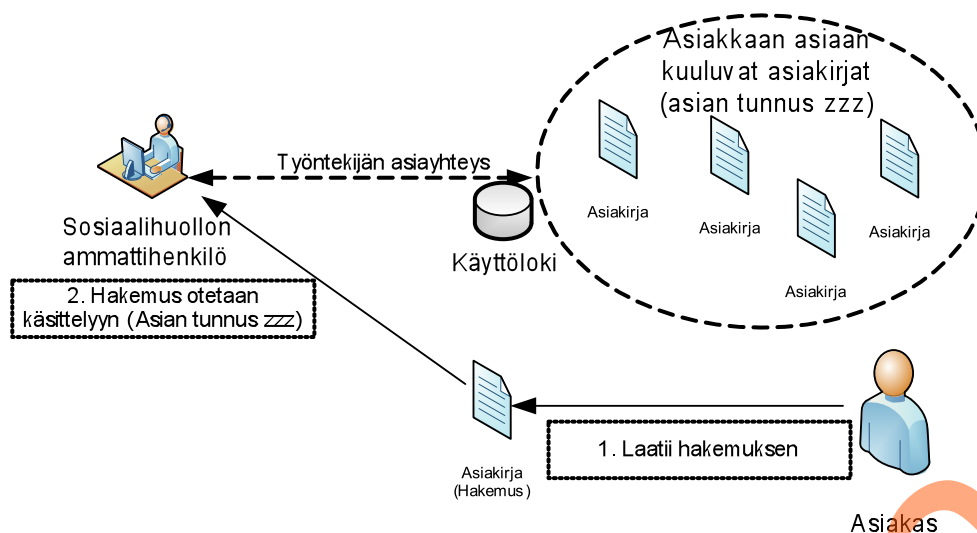 Asiakkaan asiaan
kuuluvat asiakirjat
(asian tunnus zzz)
Työntekijän asiayhteys
Asiakirja
Asiakirja
Asiakirja
Asiakirja
Sosiaalihuollon
ammattihenkilö
Käyttöloki
2. Hakemus otetaan
käsittelyyn (Asian tunnus zzz)
1. Laatii hakemuksen
Asiakirja
(Hakemus)
Asiakas